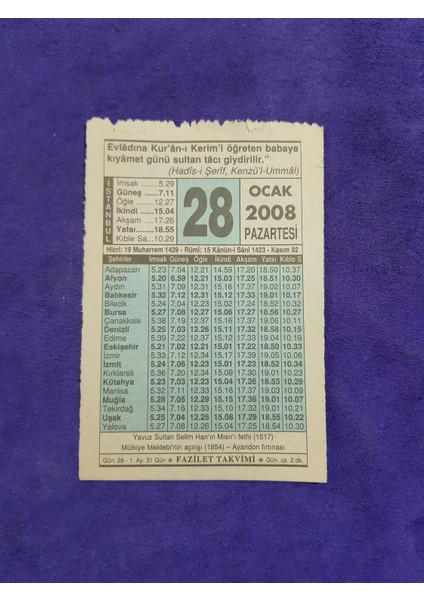 Evlâdına Kur'ân-ı Kerim'i öğreten babaya
kıyâmet günü sultan tâcı giydirilir."
(Hadîs-i Şerîf, Kenzü'l-Ummâl)
İSTANBUL
İmsak ....... 5.29
Güneş ....... 7.11
Öğle ....... 12.27
İkindi ..... 15.04
Akşam .... 17.26
Yatsı ....... 18.55
Kıble Sa... 10.29
28
OCAK
2008
PAZARTESİ
Hicrî: 19 Muharrem 1429 - Rûmî: 15 Kânûn-i Sânî 1423 - Kasım 82
Şehirler İmsak Güneş Öğle İkindi Akşam Yatsı Kıble S
Adapazarı 5.23 7.04 12.21 14.59 17.20 18.50 10.37
Afyon 5.20 6.59 12.21 15.03 17.25 18.51 10.30
Aydın 5.31 7.09 12.31 15.16 17.37 19.02 10.07
Balıkesir 5.32 7.12 12.31 15.12 17.33 19.01 10.17
Bilecik 5.24 7.04 12.23 15.02 17.24 18.52 10.32
Bursa 5.27 7.08 12.27 15.06 17.27 18.56 10.27
Çanakkale 5.38 7.19 12.37 15.16 17.37 19.06 10.11
Denizli 5.25 7.03 12.26 15.11 17.32 18.58 10.15
Edirne 5.39 7.22 12.37 15.12 17.34 19.04 10.19
Eskişehir 5.21 7.02 12.21 15.01 17.22 18.50 10.33
İzmir 5.33 7.12 12.34 15.17 17.39 19.05 10.06
İzmit 5.24 7.06 12.23 15.01 17.23 18.52 10.34
Kırklareli 5.36 7.20 12.34 15.09 17.30 19.01 10.23
Kütahya 5.23 7.03 12.23 15.04 17.26 18.53 10.29
Manisa 5.32 7.11 12.33 15.16 17.37 19.03 10.08
Muğla 5.28 7.05 12.29 15.15 17.36 19.01 10.07
Tekirdağ 5.34 7.16 12.33 15.10 17.32 19.01 10.21
Uşak 5.25 7.04 12.25 15.08 17.29 18.55 10.22
Yalova 5.27 7.08 12.26 15.04 17.25 18.54 10.30
Yavuz Sultan Selim Han'ın Mısır'ı fethi (1517)
Mülkiye Mektebi'nin açılışı (1854) – Ayandon fırtınası
Gün: 28 - 1. Ay: 31 Gün ★ FAZİLET TAKVİMİ ★ Gün. uz. 2 dk.